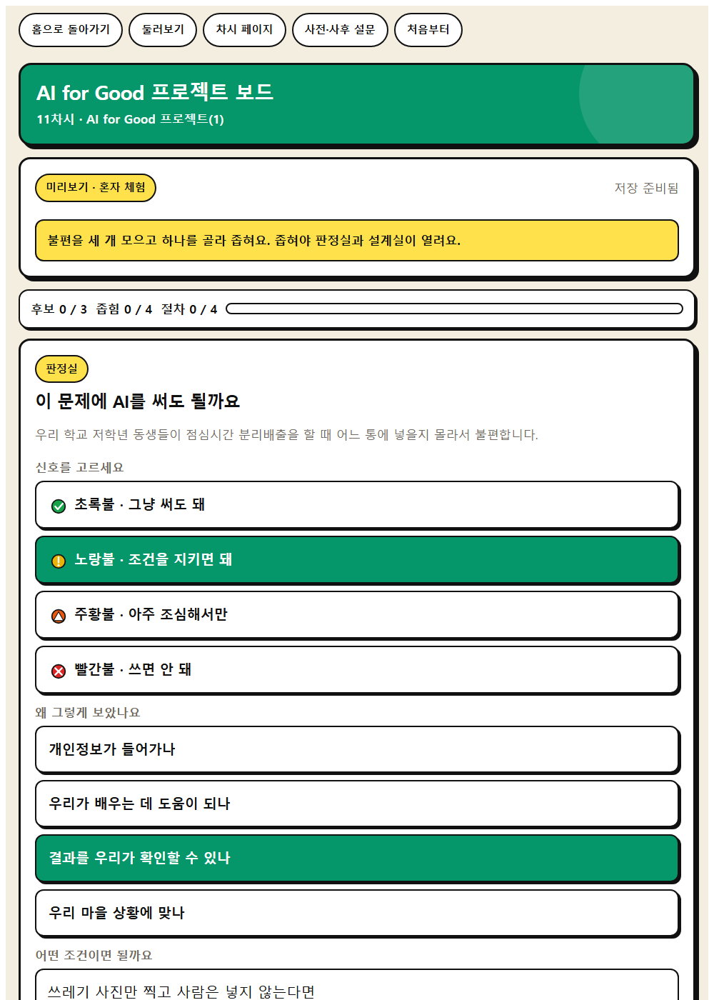 홈으로 돌아가기 둘러보기 차시 페이지 사전·사후 설문 처음부터
AI for Good 프로젝트 보드
11차시 · AI for Good 프로젝트(1)
미리보기 · 혼자 체험 저장 준비됨
불편을 세 개 모으고 하나를 골라 좁혀요. 좁혀야 판정실과 설계실이 열려요.
후보 0 / 3 좁힘 0 / 4 절차 0 / 4
판정실
이 문제에 AI를 써도 될까요
우리 학교 저학년 동생들이 점심시간 분리배출을 할 때 어느 통에 넣을지 몰라서 불편합니다.
신호를 고르세요
초록불 · 그냥 써도 돼
노랑불 · 조건을 지키면 돼
주황불 · 아주 조심해서만
빨간불 · 쓰면 안 돼
왜 그렇게 보았나요
개인정보가 들어가나
우리가 배우는 데 도움이 되나
결과를 우리가 확인할 수 있나
우리 마을 상황에 맞나
어떤 조건이면 될까요
쓰레기 사진만 찍고 사람은 넣지 않는다면